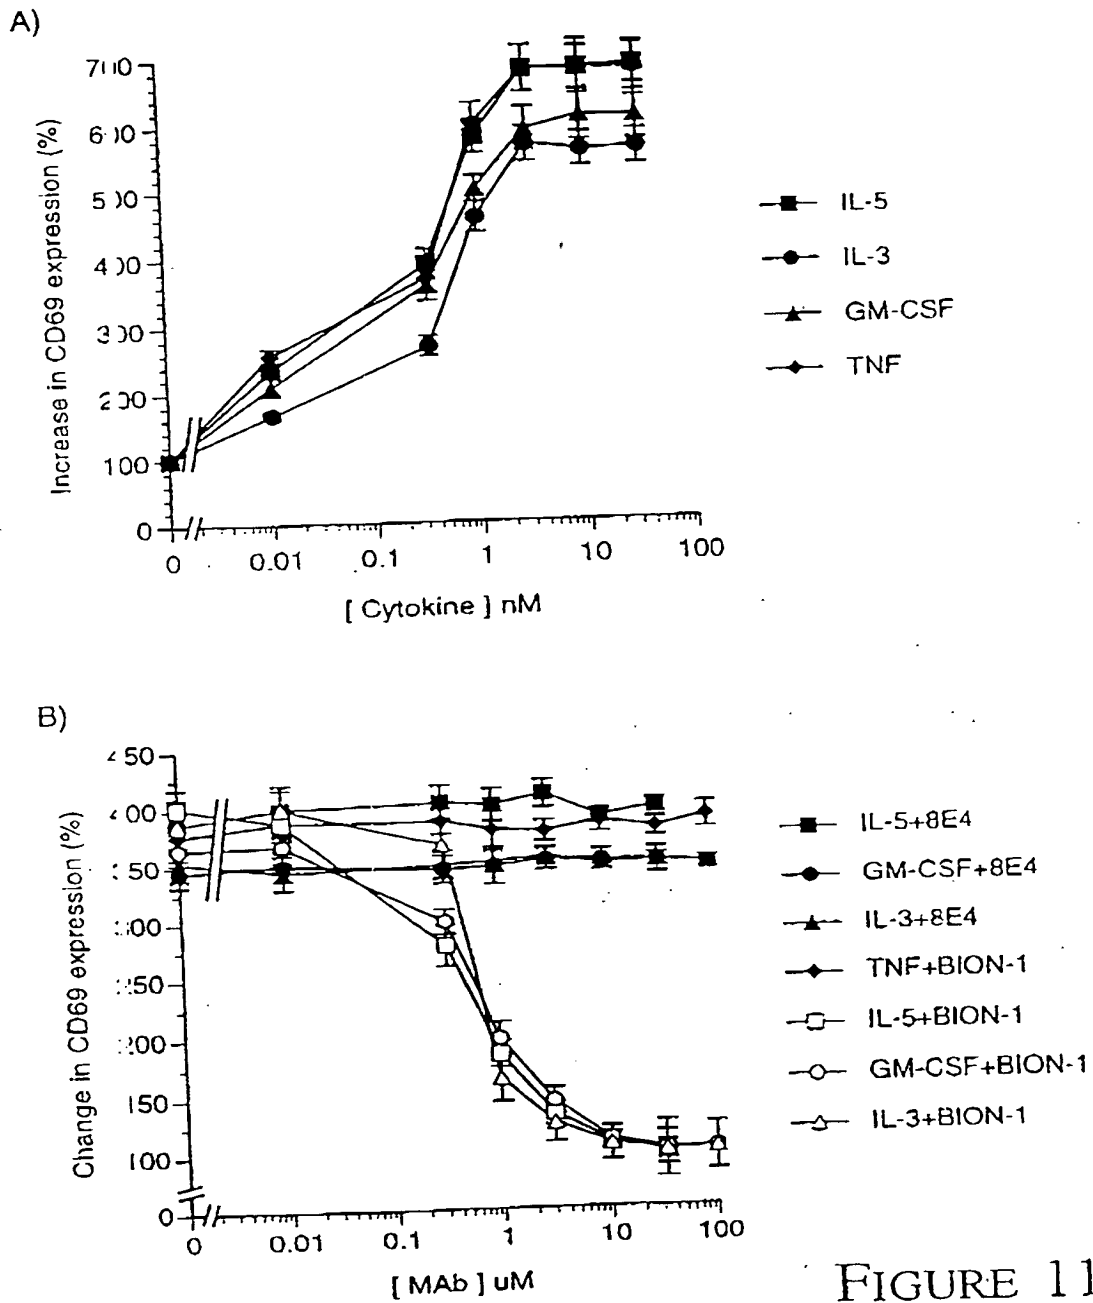 A)
700
600
500
400
300
200
100
0
Increase in CD69 expression (%)
0 0.01 0.1 1 10 100
[ Cytokine ] nM
IL-5
IL-3
GM-CSF
TNF
B)
450
400
350
300
250
200
150
100
0
Change in CD69 expression (%)
0 0.01 0.1 1 10 100
[ MAb ] uM
IL-5+8E4
GM-CSF+8E4
IL-3+8E4
TNF+BION-1
IL-5+BION-1
GM-CSF+BION-1
IL-3+BION-1
FIGURE 11